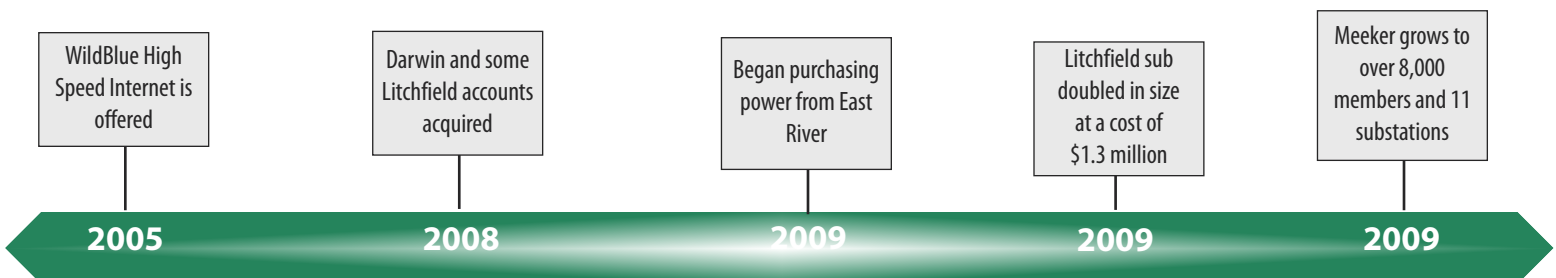 WildBlue High
Speed Internet is
offered
Darwin and some
Litchfield accounts
acquired
Began purchasing
power from East
River
Litchfield sub
doubled in size
at a cost of
$1.3 million
Meeker grows to
over 8,000
members and 11
substations
2005
2008
2009
2009
2009